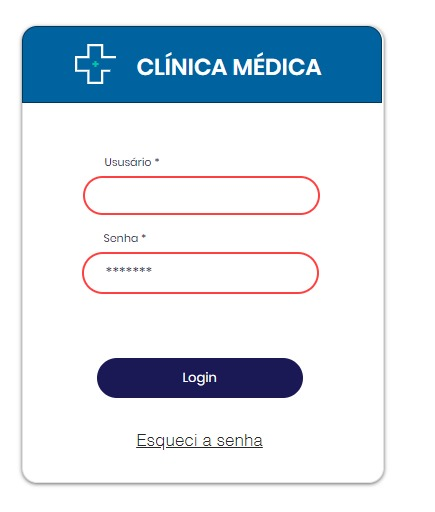 CLÍNICA MÉDICA
Ususário *
Senha *
*******
Login
Esqueci a senha